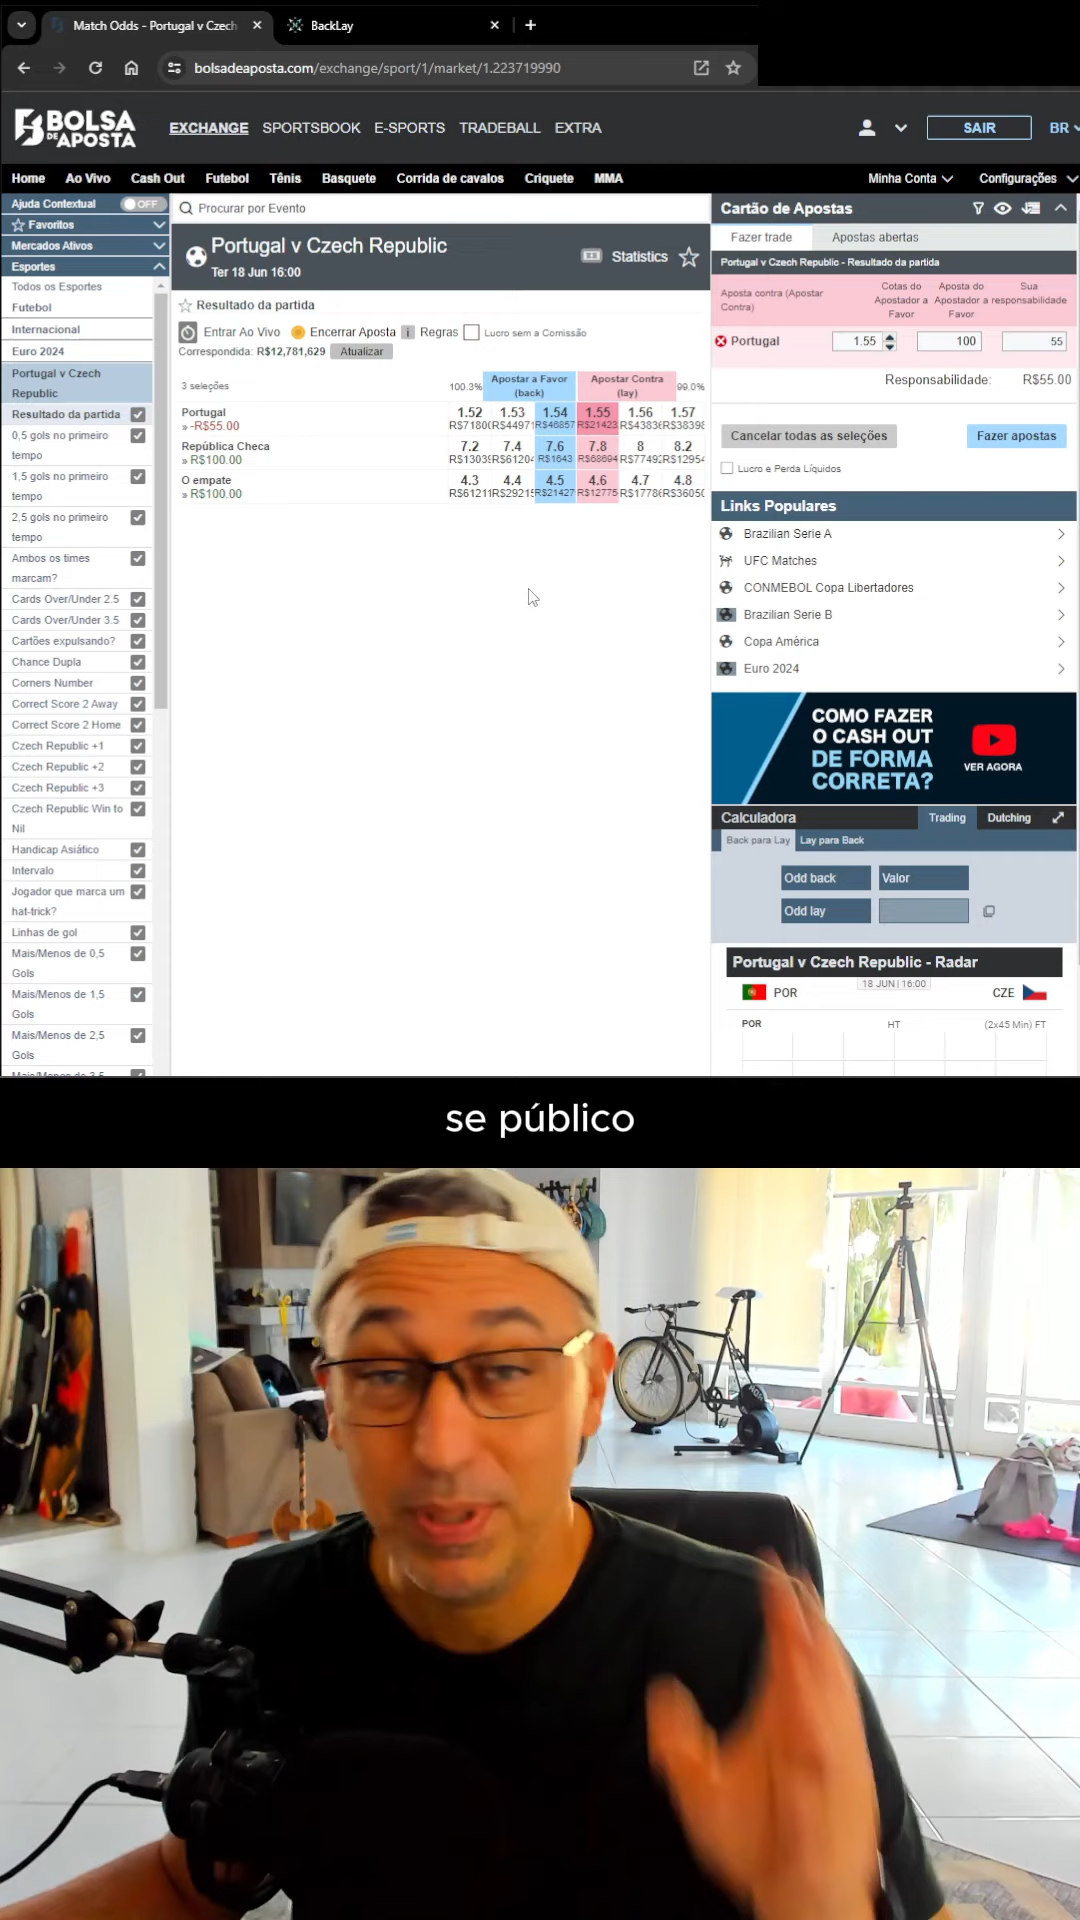 Match Odds - Portugal v Czech
BackLay
bolsadeaposta.com/exchange/sport/1/market/1.223719990
BOLSA DE APOSTA
EXCHANGE SPORTSBOOK E-SPORTS TRADEBALL EXTRA
SAIR
BR
Home Ao Vivo Cash Out Futebol Tênis Basquete Corrida de cavalos Criquete MMA
Minha Conta Configurações
Ajuda Contextual OFF
Favoritos
Mercados Ativos
Esportes
Todos os Esportes
Futebol
Internacional
Euro 2024
Portugal v Czech
Republic
Resultado da partida
0,5 gols no primeiro
tempo
1,5 gols no primeiro
tempo
2,5 gols no primeiro
tempo
Ambos os times
marcam?
Cards Over/Under 2.5
Cards Over/Under 3.5
Cartões expulsando?
Chance Dupla
Corners Number
Correct Score 2 Away
Correct Score 2 Home
Czech Republic +1
Czech Republic +2
Czech Republic +3
Czech Republic Win to
Nil
Handicap Asiático
Intervalo
Jogador que marca um
hat-trick?
Linhas de gol
Mais/Menos de 0,5
Gols
Mais/Menos de 1,5
Gols
Mais/Menos de 2,5
Gols
Procurar por Evento
Portugal v Czech Republic
Ter 18 Jun 16:00
Statistics
Resultado da partida
Entrar Ao Vivo Encerrar Aposta i Regras Lucro sem a Comissão
Correspondida: R$12,781,629 Atualizar
3 seleções 100.3% Apostar a Favor (back) Apostar Contra (lay) 99.0%
Portugal 1.52 1.53 1.54 1.55 1.56 1.57
» -R$55.00 R$46857 R$21423
República Checa 7.2 7.4 7.6 7.8 8 8.2
» R$100.00 R$1643 R$68694
O empate 4.3 4.4 4.5 4.6 4.7 4.8
» R$100.00 R$21427 R$12775
Cartão de Apostas
Fazer trade Apostas abertas
Portugal v Czech Republic - Resultado da partida
Aposta contra (Apostar Contra)
Cotas do Apostador a Favor
Aposta do Apostador a Favor
Sua responsabilidade
Portugal 1.55 100 55
Responsabilidade: R$55.00
Cancelar todas as seleções Fazer apostas
Lucro e Perda Líquidos
Links Populares
Brazilian Serie A
UFC Matches
CONMEBOL Copa Libertadores
Brazilian Serie B
Copa América
Euro 2024
COMO FAZER
O CASH OUT
DE FORMA
CORRETA?
VER AGORA
Calculadora Trading Dutching
Back para Lay Lay para Back
Odd back Valor
Odd lay
Portugal v Czech Republic - Radar
18 JUN | 16:00
POR CZE
POR HT (2x45 Min) FT
se público